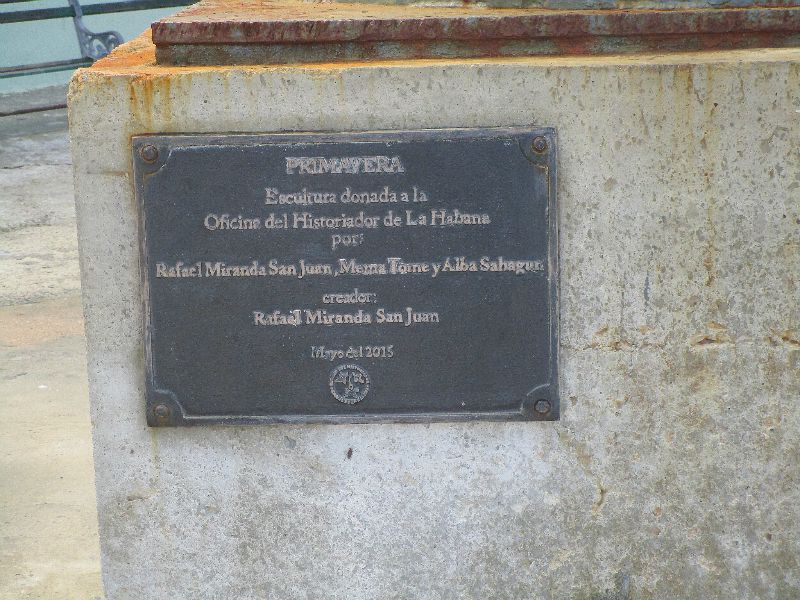 PRIMAVERA
Escultura donada a la
Oficina del Historiador de La Habana
por:
Rafael Miranda San Juan, Mema Tome y Alba Sahagun
creador:
Rafael Miranda San Juan
Mayo del 2015